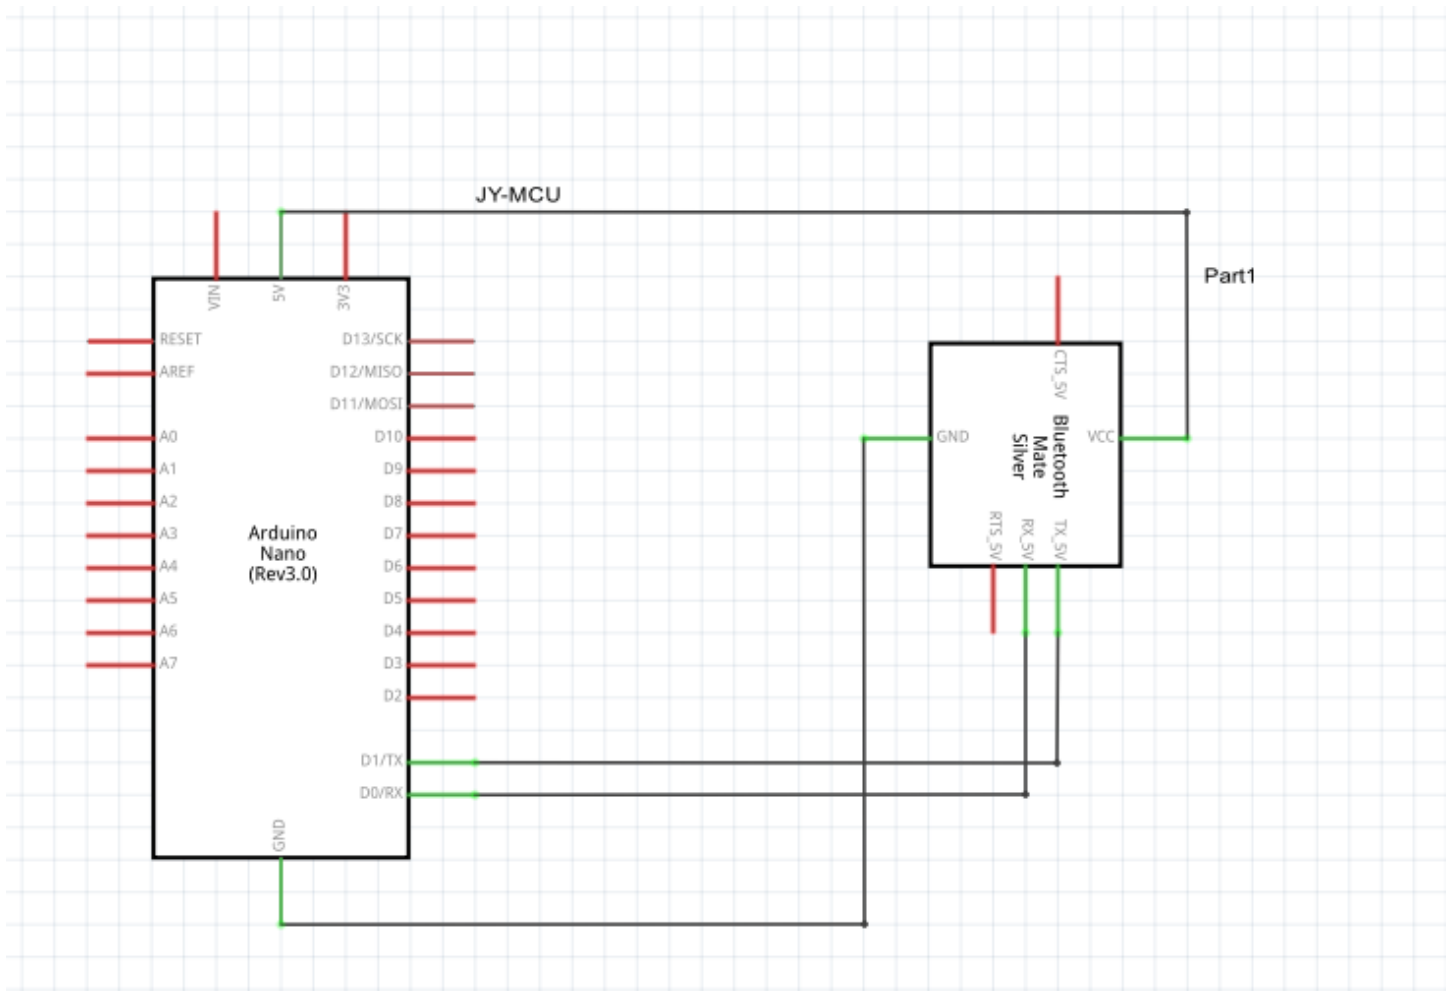 JY-MCU
Part1
VIN
5V
3V3
RESET
AREF
A0
A1
A2
A3
A4
A5
A6
A7
Arduino
Nano
(Rev3.0)
D13/SCK
D12/MISO
D11/MOSI
D10
D9
D8
D7
D6
D5
D4
D3
D2
D1/TX
D0/RX
GND
CTS_5V
GND
VCC
Bluetooth
Mate
Silver
RTS_5V
RX_5V
TX_5V